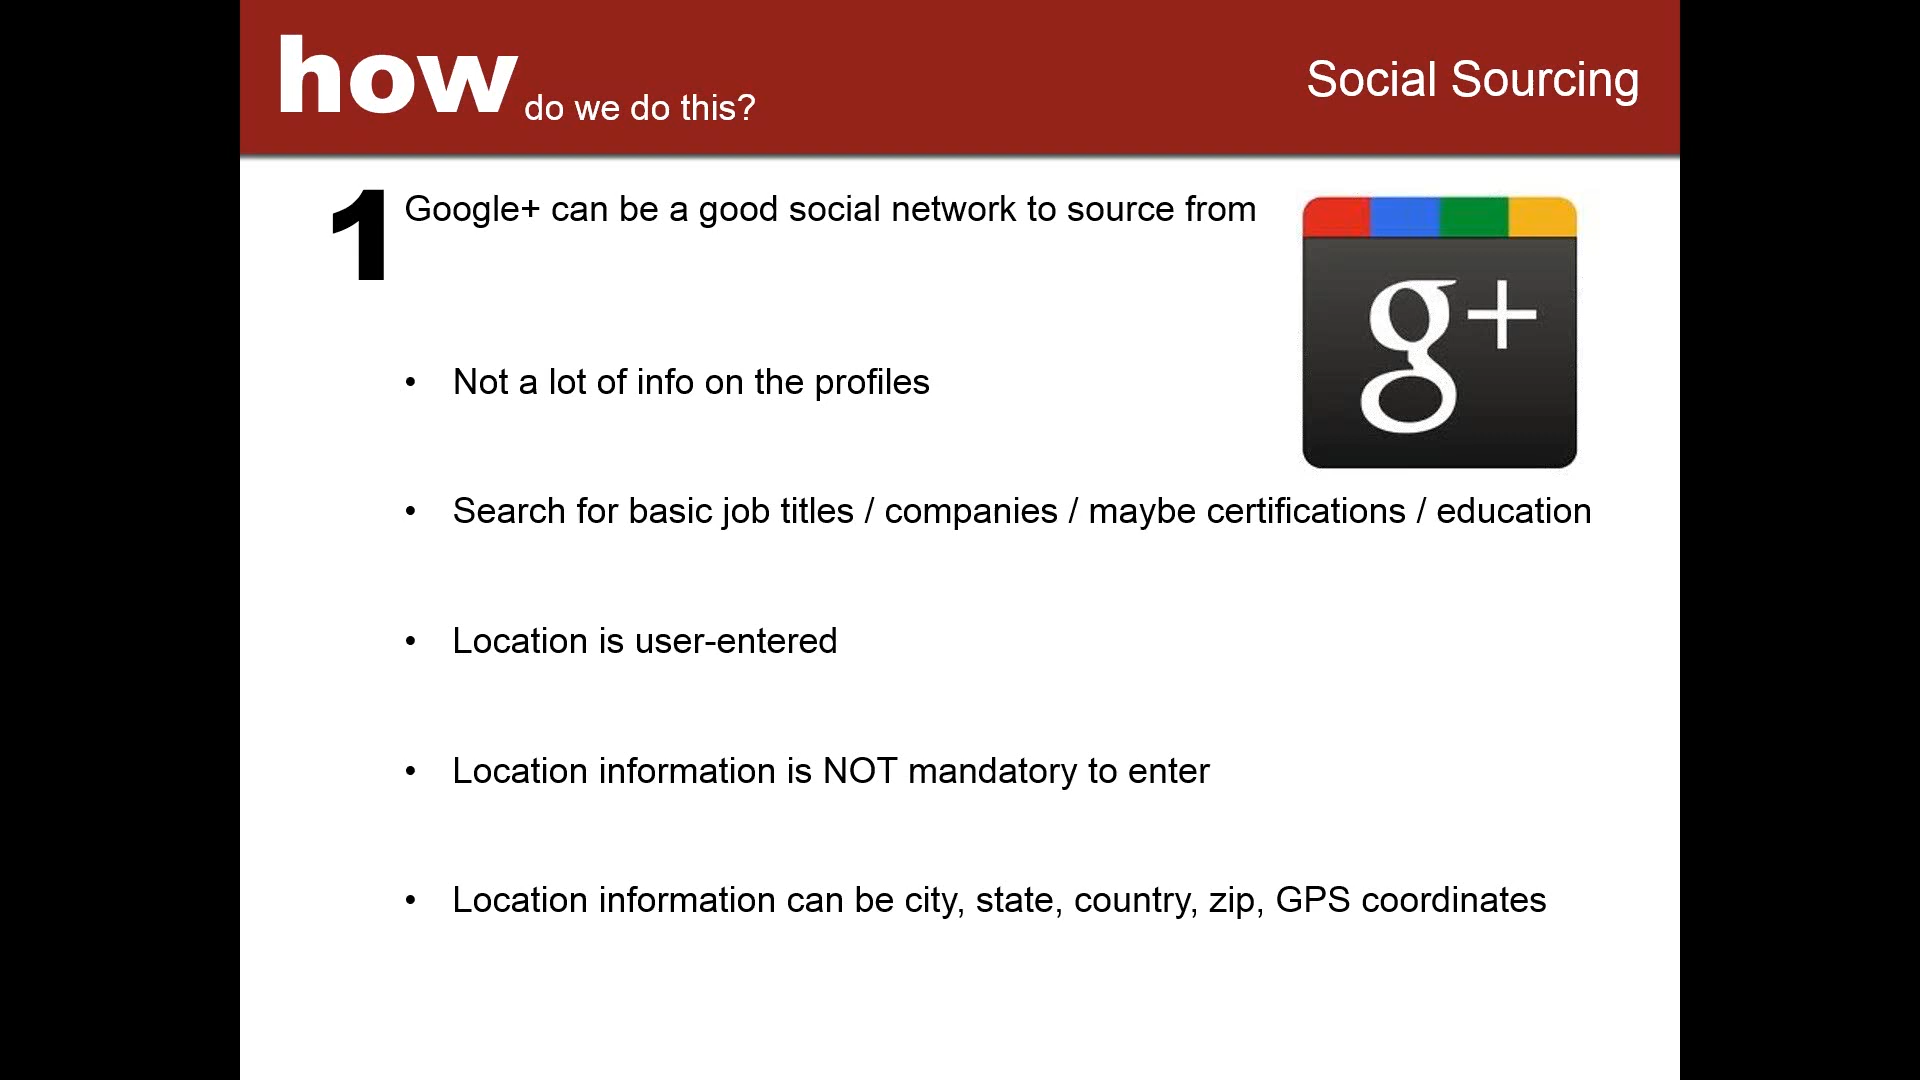 how do we do this?
Social Sourcing
1 Google+ can be a good social network to source from
g+
• Not a lot of info on the profiles
• Search for basic job titles / companies / maybe certifications / education
• Location is user-entered
• Location information is NOT mandatory to enter
• Location information can be city, state, country, zip, GPS coordinates